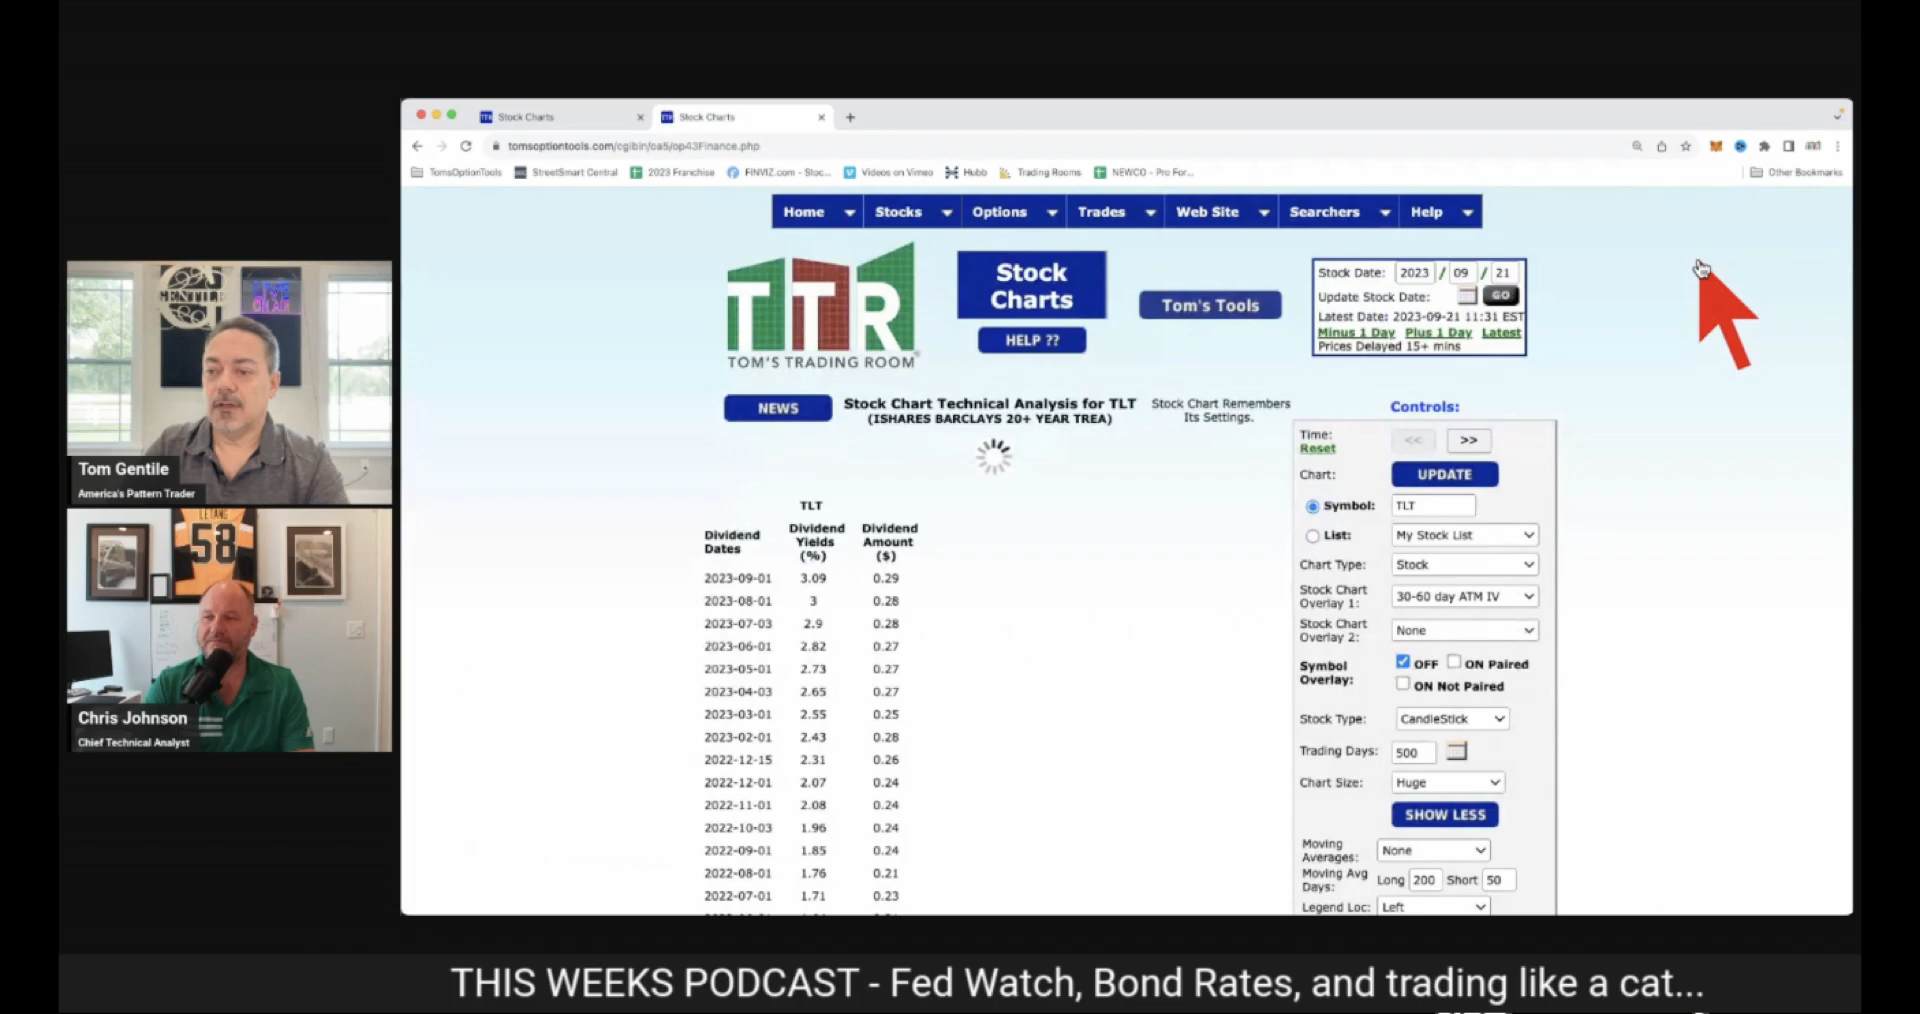 Stock Charts
Stock Charts
tomsoptiontools.com/cgibin/oa5/op43Finance.php
TomsOptionTools
StreetSmart Central
2023 Franchise
FINVIZ.com - Stoc...
Videos on Vimeo
Hubb
Trading Rooms
NEWCO - Pro For...
Other Bookmarks
Home
Stocks
Options
Trades
Web Site
Searchers
Help
TTR
TOM'S TRADING ROOM
Stock
Charts
HELP ??
Tom's Tools
Stock Date: 2023 / 09 / 21
Update Stock Date: GO
Latest Date: 2023-09-21 11:31 EST
Minus 1 Day Plus 1 Day Latest
Prices Delayed 15+ mins
NEWS
Stock Chart Technical Analysis for TLT
(ISHARES BARCLAYS 20+ YEAR TREA)
Stock Chart Remembers
Its Settings.
TLT
Dividend Dates Dividend Yields (%) Dividend Amount ($)
2023-09-01 3.09 0.29
2023-08-01 3 0.28
2023-07-03 2.9 0.28
2023-06-01 2.82 0.27
2023-05-01 2.73 0.27
2023-04-03 2.65 0.27
2023-03-01 2.55 0.25
2023-02-01 2.43 0.28
2022-12-15 2.31 0.26
2022-12-01 2.07 0.24
2022-11-01 2.08 0.24
2022-10-03 1.96 0.24
2022-09-01 1.85 0.24
2022-08-01 1.76 0.21
2022-07-01 1.71 0.23
Controls:
Time:
Reset
<< >>
Chart: UPDATE
Symbol: TLT
List: My Stock List
Chart Type: Stock
Stock Chart
Overlay 1: 30-60 day ATM IV
Stock Chart
Overlay 2: None
Symbol
Overlay:
OFF ON Paired
ON Not Paired
Stock Type: CandleStick
Trading Days: 500
Chart Size: Huge
SHOW LESS
Moving
Averages: None
Moving Avg
Days: Long 200 Short 50
Legend Loc: Left
GENTILE
LIVE
Tom Gentile
America's Pattern Trader
LETANG
58
Chris Johnson
Chief Technical Analyst
THIS WEEKS PODCAST - Fed Watch, Bond Rates, and trading like a cat...